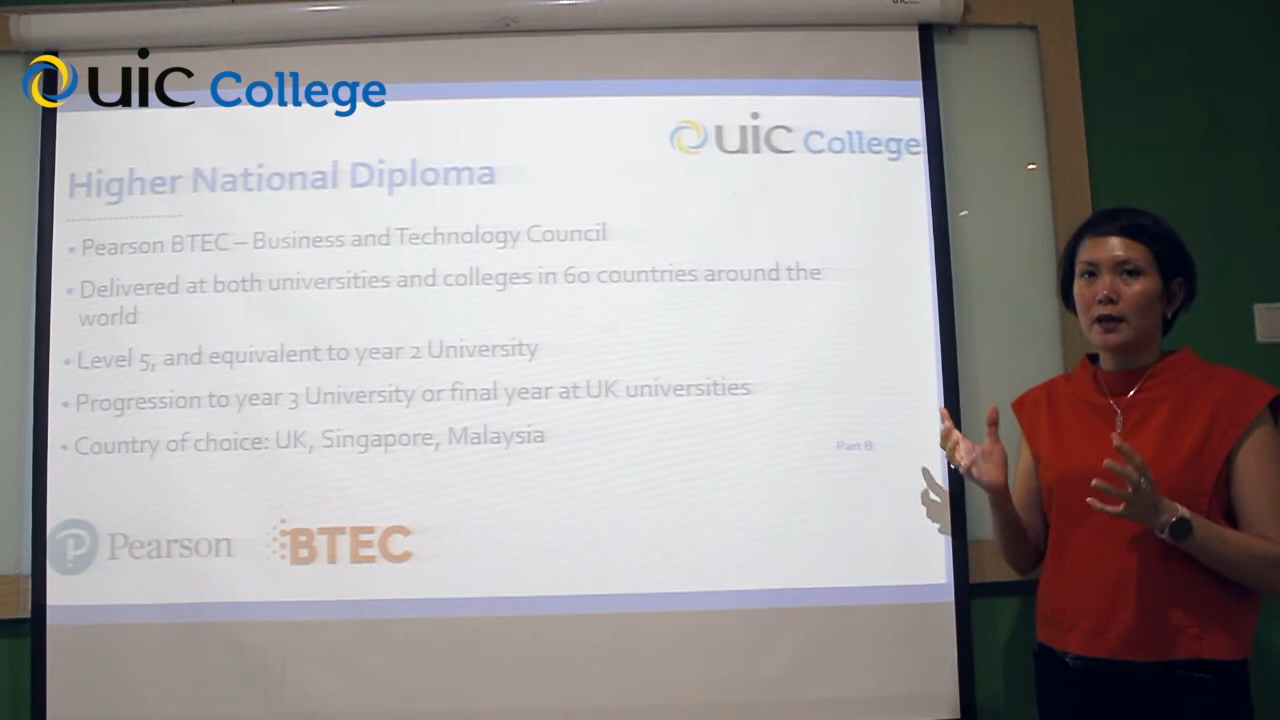 uic College
uic College
Higher National Diploma
• Pearson BTEC – Business and Technology Council
• Delivered at both universities and colleges in 60 countries around the
world
• Level 5, and equivalent to year 2 University
• Progression to year 3 University or final year at UK universities
• Country of choice: UK, Singapore, Malaysia
Part B
Pearson
BTEC